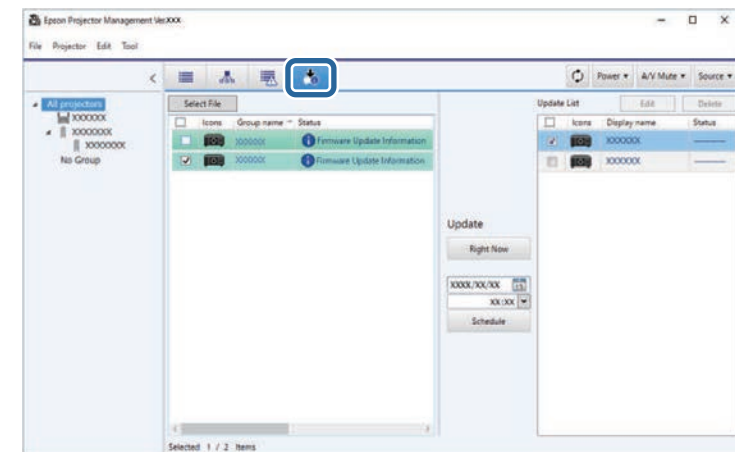 Epson Projector Management Ver.XXX
File Projector Edit Tool
Power A/V Mute Source
All projectors
XXXXXX
XXXXXXX
XXXXXXX
No Group
Select File
Icons Group name Status
XXXXXX Firmware Update Information
XXXXXX Firmware Update Information
Selected 1 / 2 Items
Update
Right Now
XXXX/XX/XX
XX:XX
Schedule
Update List Edit Delete
Icons Display name Status
XXXXXX
XXXXXX